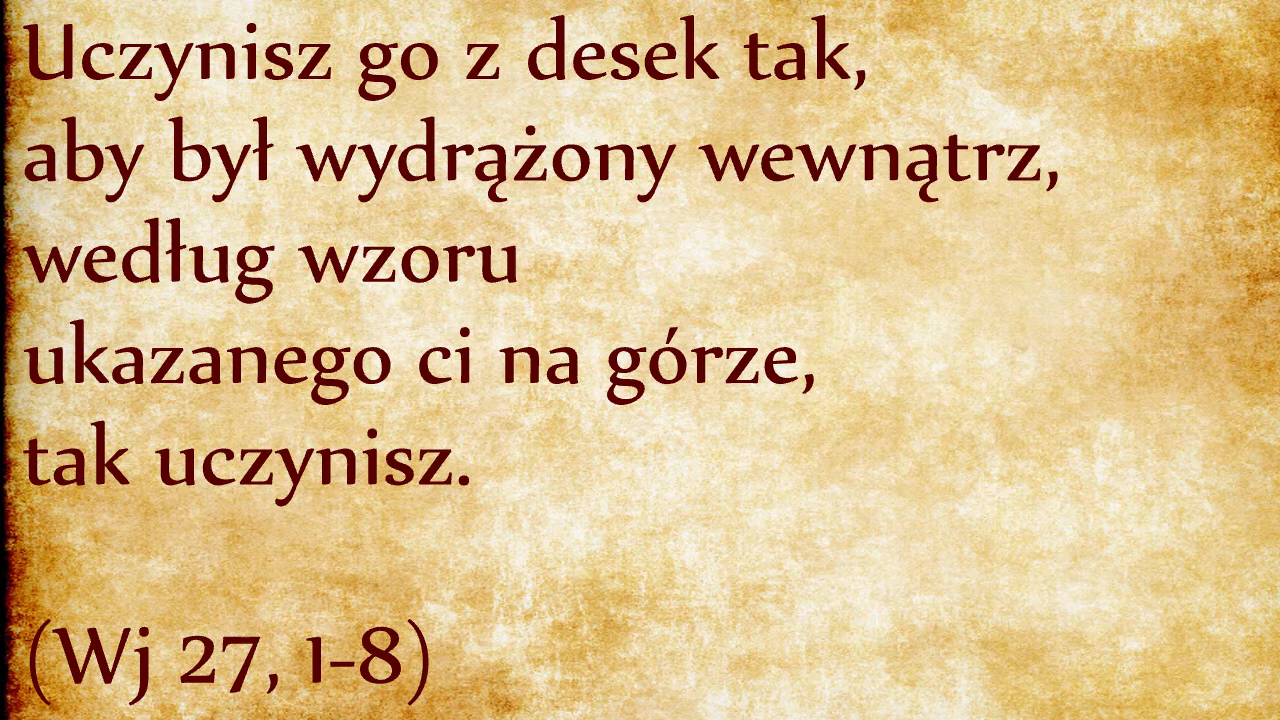 Uczynisz go z desek tak,
aby był wydrążony wewnątrz,
według wzoru
ukazanego ci na górze,
tak uczynisz.
(Wj 27, 1-8)